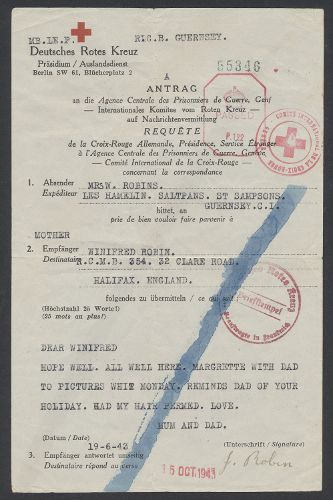 MB.LE.F. RIC.B. GUERNSEY.
Deutsches Rotes Kreuz
Präsidium / Auslandsdienst
Berlin SW 61, Blücherplatz 2
65346
ANTRAG
an die Agence Centrale des Prisonniers de Guerre, Genf
— Internationales Komitee vom Roten Kreuz —
auf Nachrichtenvermittlung
PASSED
P.122
REQUÊTE
de la Croix-Rouge Allemande, Présidence, Service Etranger
à l'Agence Centrale des Prisonniers de Guerre, Genève
— Comité International de la Croix-Rouge —
concernant la correspondance
1. Absender MR.W. ROBINS.
Expéditeur LES HAMELIN. SALTPANS. ST SAMPSONS.
GUERNSEY.C.I.
bittet, an
prie de bien vouloir faire parvenir à
MOTHER
2. Empfänger WINIFRED ROBIN.
Destinataire R.C.M.B. 354. 32 CLARE ROAD.
HALIFAX. ENGLAND.
folgendes zu übermitteln / ce qui suit
(Höchstzahl 25 Worte!)
(25 mots au plus!)
DEAR WINIFRED
HOPE WELL. ALL WELL HERE. MARGRETTE WITH DAD
TO PICTURES WHIT MONDAY. REMINDS DAD OF YOUR
HOLIDAY. HAD MY HAIR PERMED. LOVE.
MUM AND DAD.
(Datum / Date) 19-6-43 (Unterschrift / Signature)
3. Empfänger antwortet umseitig
Destinataire répond au verso
16 OCT. 1943
J. Robin